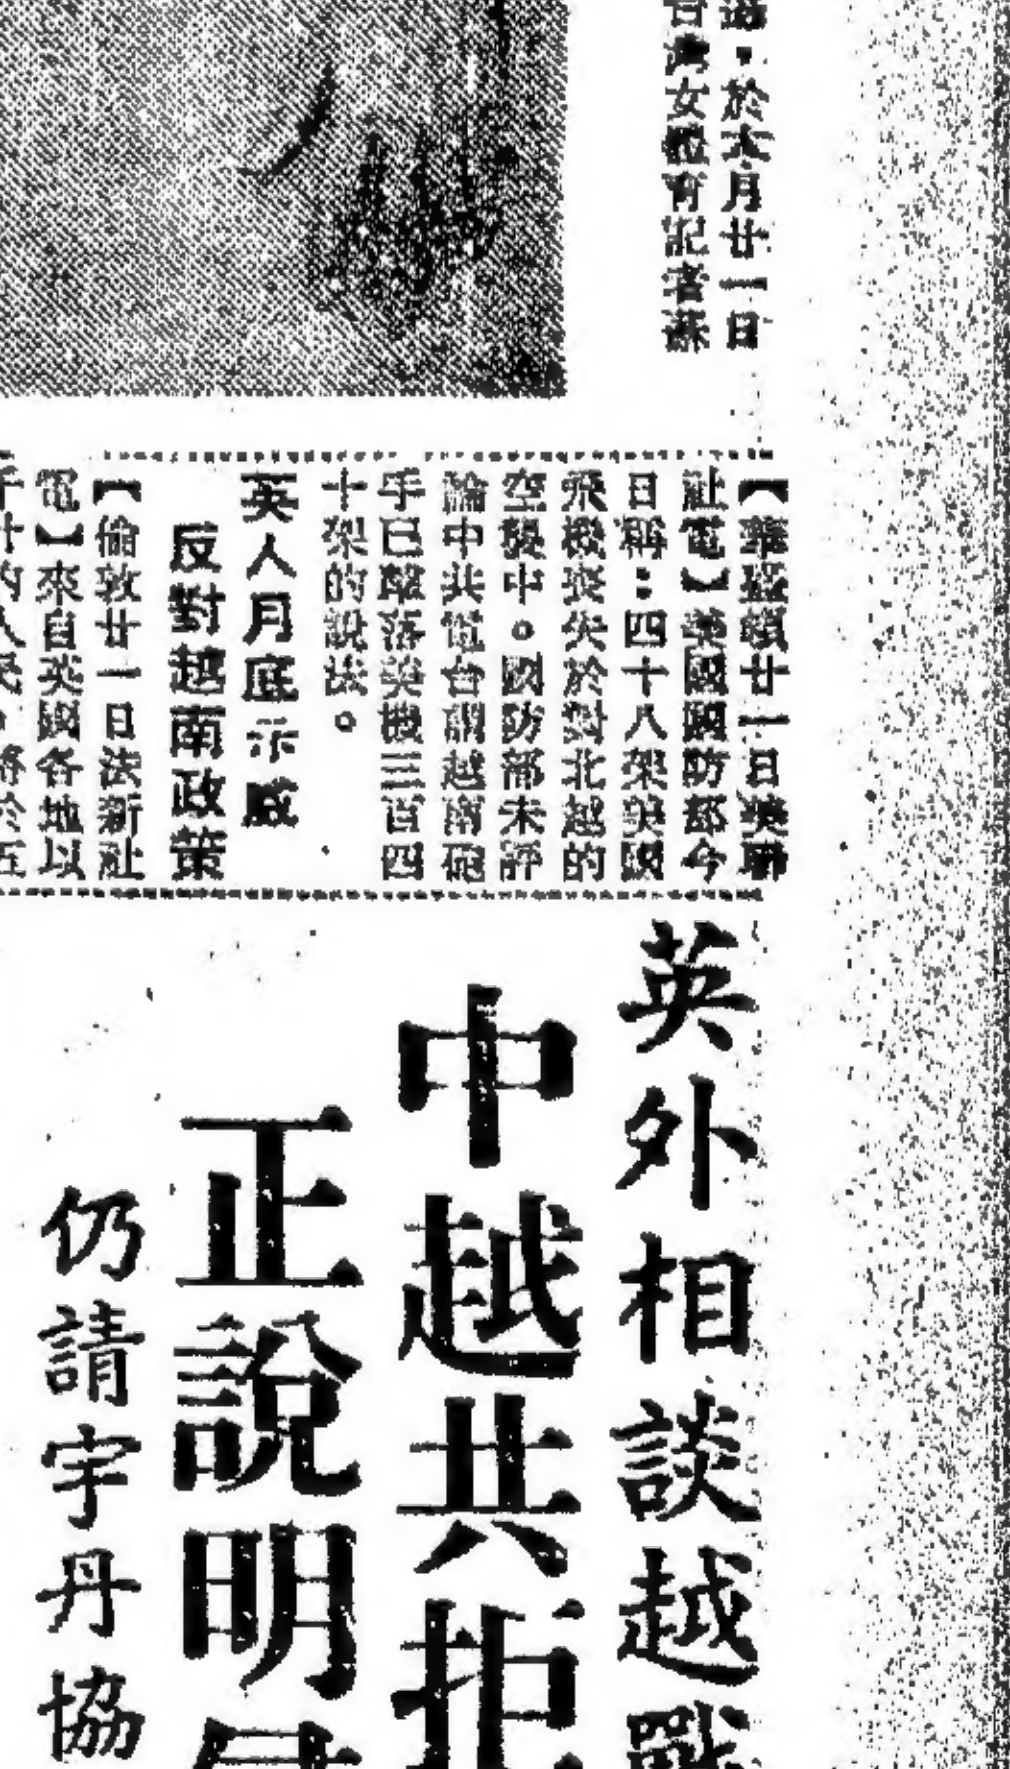 於本月廿一日
女體育記者蘇
【華盛頓廿一日美聯
社電】美國國防部今
日稱：四十八架美國
飛機喪失於對北越的
空襲中。國防部未評
論中共電台謂越南砲
手已擊落美機三百四
十架的說法。
英人月底示威
反對越南政策
【倫敦廿一日法新社
電】來自英國各地以
千計的人民，將於五
英外相談越戰
中越共拒
正說明
仍請宇丹協